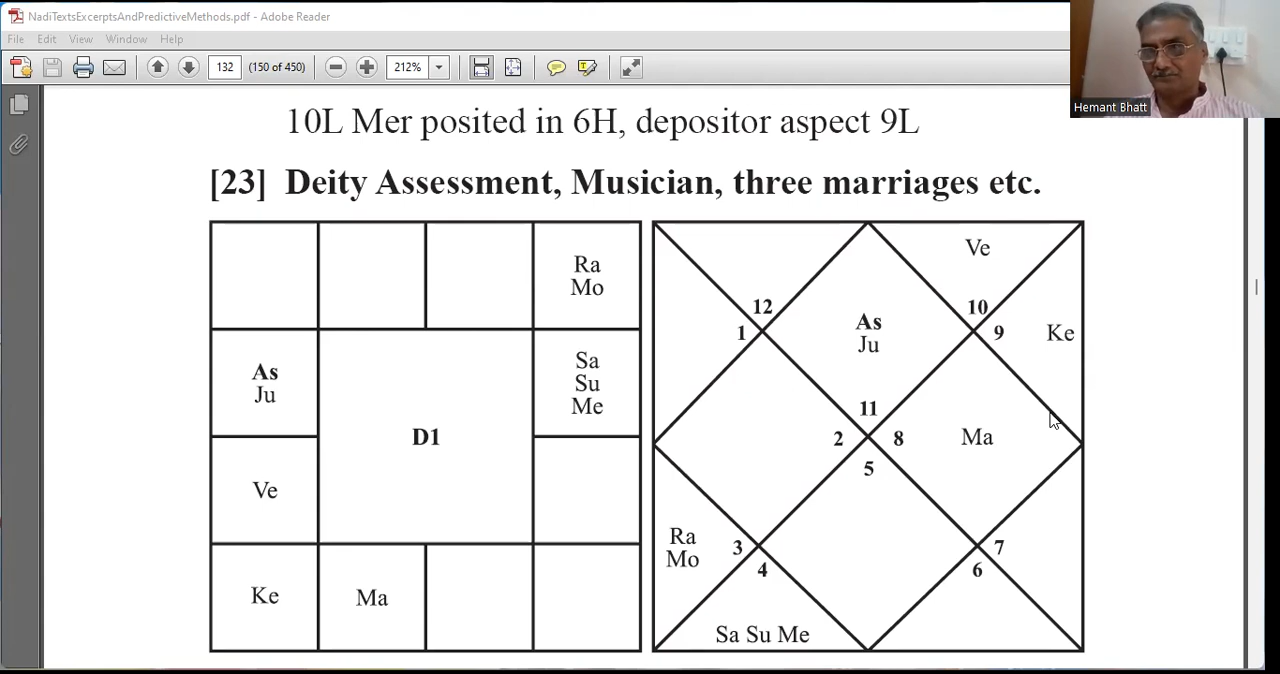 NadiTextsExcerptsAndPredictiveMethods.pdf - Adobe Reader
File Edit View Window Help
132 (150 of 450) 212%
Hemant Bhatt
10L Mer posited in 6H, depositor aspect 9L
[23] Deity Assessment, Musician, three marriages etc.
Ra
Mo
As
Ju
Sa
Su
Me
D1
Ve
Ke
Ma
Ve
12
10
As
Ju
1
9
Ke
11
2
8
Ma
5
Ra
Mo
3
7
4
6
Sa Su Me